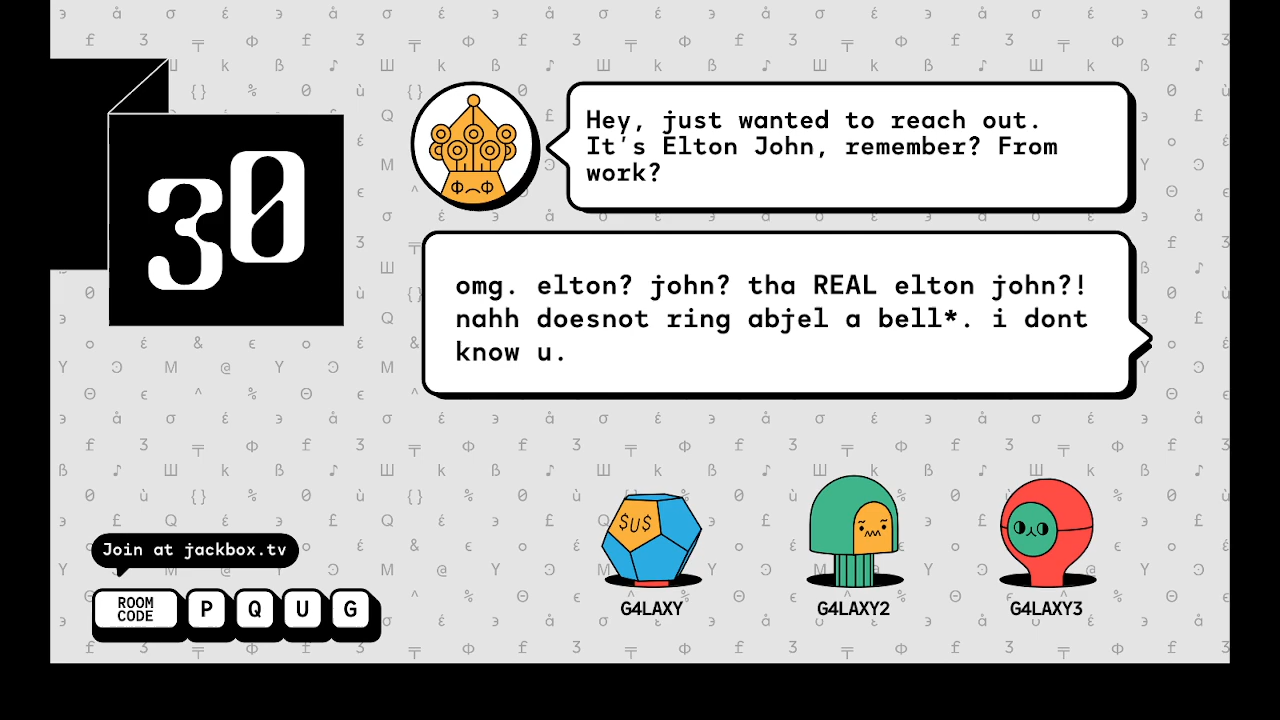 30
Hey, just wanted to reach out.
It's Elton John, remember? From
work?
omg. elton? john? tha REAL elton john?!
nahh doesnot ring abjel a bell*. i dont
know u.
$U$
Join at jackbox.tv
ROOM
CODE
P Q U G
G4LAXY
G4LAXY2
G4LAXY3